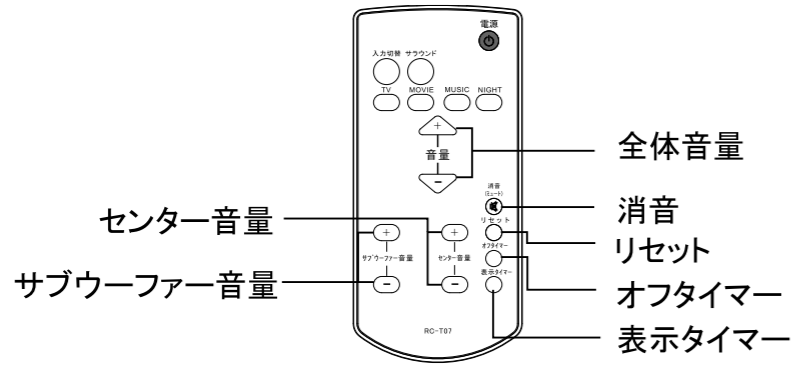 電源
入力切替 サラウンド
TV MOVIE MUSIC NIGHT
+
音量
-
全体音量
消音
(ミュート)
消音
リセット
リセット
オフタイマー
オフタイマー
表示タイマー
表示タイマー
センター音量
サブウーファー音量
+ +
サブウーファー音量 センター音量
- -
RC-T07